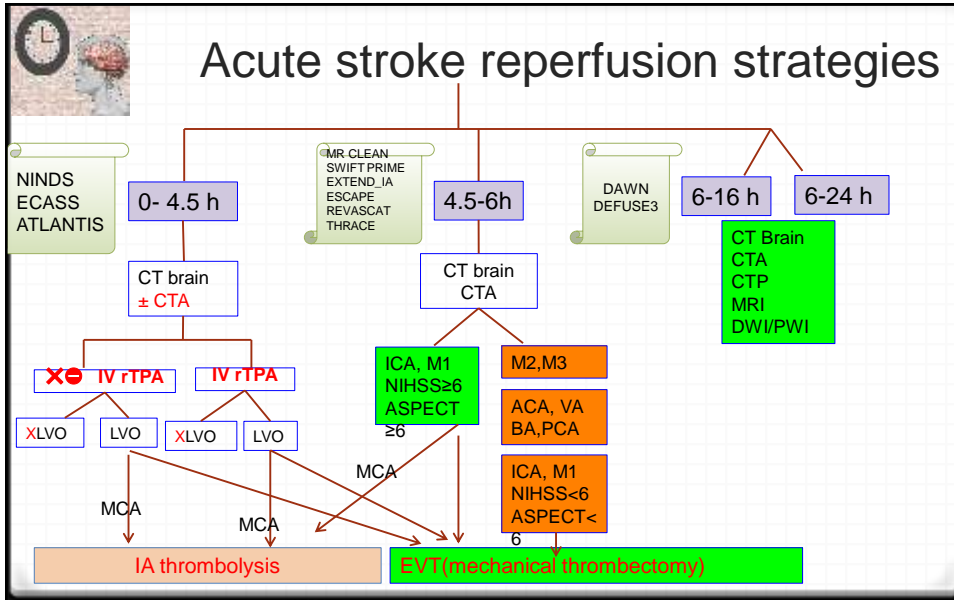 Acute stroke reperfusion strategies
NINDS
ECASS
ATLANTIS
0- 4.5 h
MR CLEAN
SWIFT PRIME
EXTEND_IA
ESCAPE
REVASCAT
THRACE
4.5-6h
DAWN
DEFUSE3
6-16 h
6-24 h
CT brain
± CTA
CT brain
CTA
CT Brain
CTA
CTP
MRI
DWI/PWI
IV rTPA
IV rTPA
XLVO
LVO
XLVO
LVO
ICA, M1
NIHSS≥6
ASPECT
≥6
M2,M3
ACA, VA
BA,PCA
ICA, M1
NIHSS<6
ASPECT<
6
MCA
MCA
MCA
IA thrombolysis
EVT(mechanical thrombectomy)